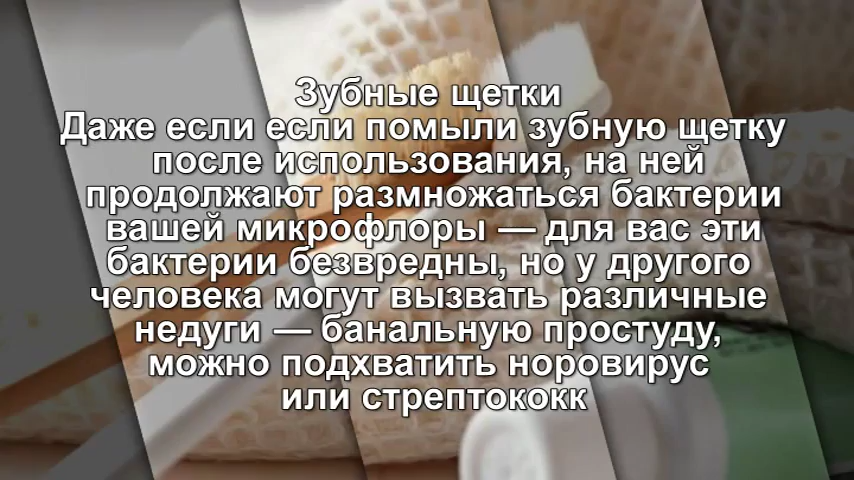 Зубные щетки
Даже если если помыли зубную щетку
после использования, на ней
продолжают размножаться бактерии
вашей микрофлоры — для вас эти
бактерии безвредны, но у другого
человека могут вызвать различные
недуги — банальную простуду,
можно подхватить норовирус
или стрептококк